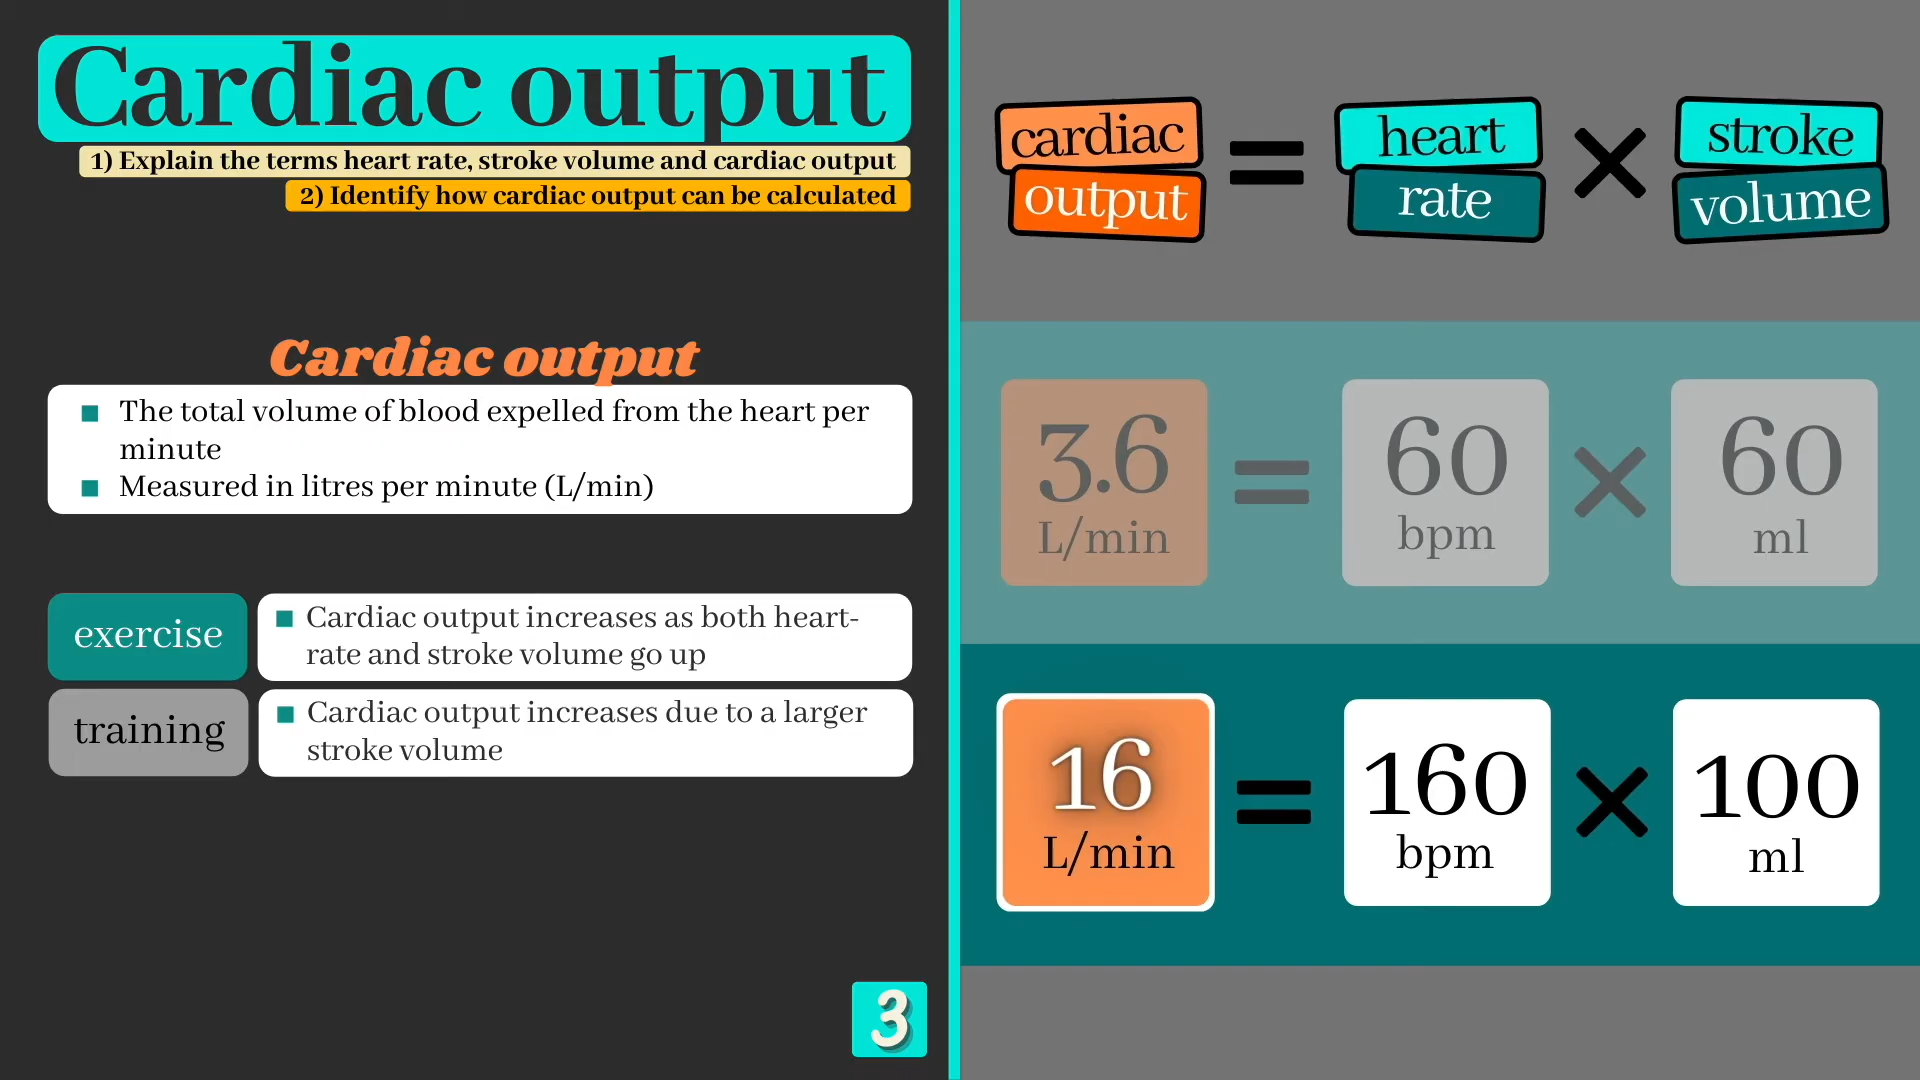 Cardiac output
1) Explain the terms heart rate, stroke volume and cardiac output
2) Identify how cardiac output can be calculated
Cardiac output
■ The total volume of blood expelled from the heart per
minute
■ Measured in litres per minute (L/min)
exercise
■ Cardiac output increases as both heart-
rate and stroke volume go up
training
■ Cardiac output increases due to a larger
stroke volume
3
cardiac output = heart rate × stroke volume
3.6 L/min = 60 bpm × 60 ml
16 L/min = 160 bpm × 100 ml